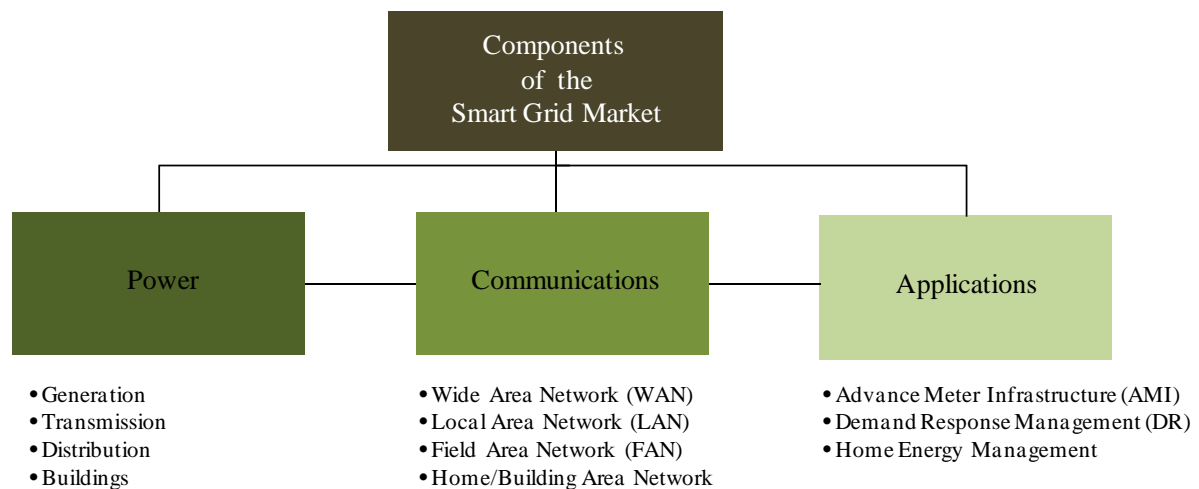 Components
of the
Smart Grid Market
Power
Communications
Applications
• Generation
• Transmission
• Distribution
• Buildings
• Wide Area Network (WAN)
• Local Area Network (LAN)
• Field Area Network (FAN)
• Home/Building Area Network
• Advance Meter Infrastructure (AMI)
• Demand Response Management (DR)
• Home Energy Management